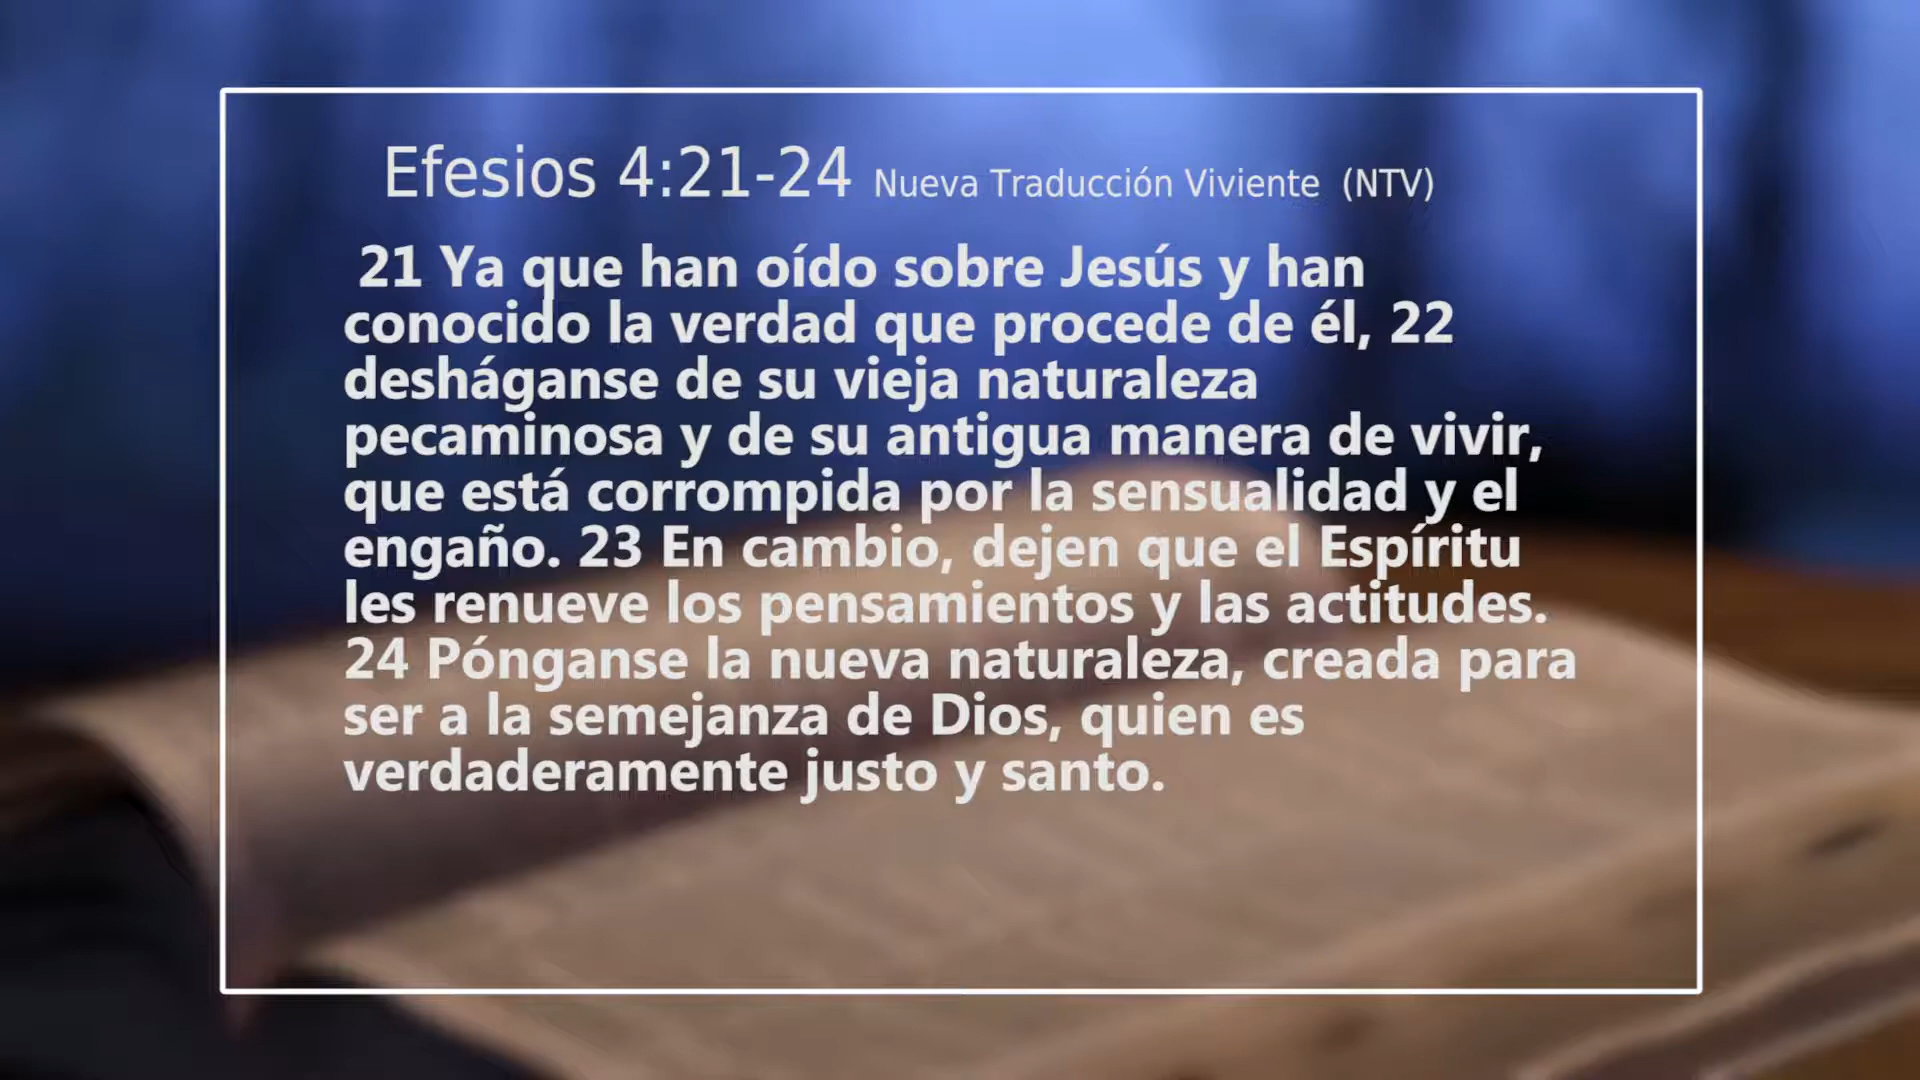 Efesios 4:21-24 Nueva Traducción Viviente (NTV)
21 Ya que han oído sobre Jesús y han
conocido la verdad que procede de él, 22
desháganse de su vieja naturaleza
pecaminosa y de su antigua manera de vivir,
que está corrompida por la sensualidad y el
engaño. 23 En cambio, dejen que el Espíritu
les renueve los pensamientos y las actitudes.
24 Pónganse la nueva naturaleza, creada para
ser a la semejanza de Dios, quien es
verdaderamente justo y santo.